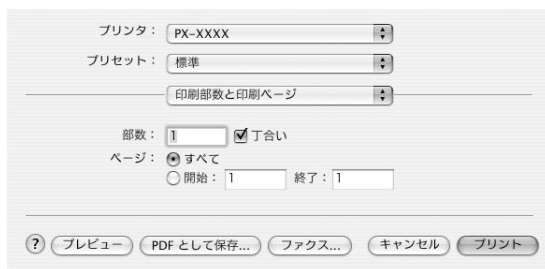 プリンタ： PX-XXXX
プリセット： 標準
印刷部数と印刷ページ
部数： 1 丁合い
ページ： すべて
開始： 1 終了： 1
? プレビュー PDF として保存... ファクス... キャンセル プリント